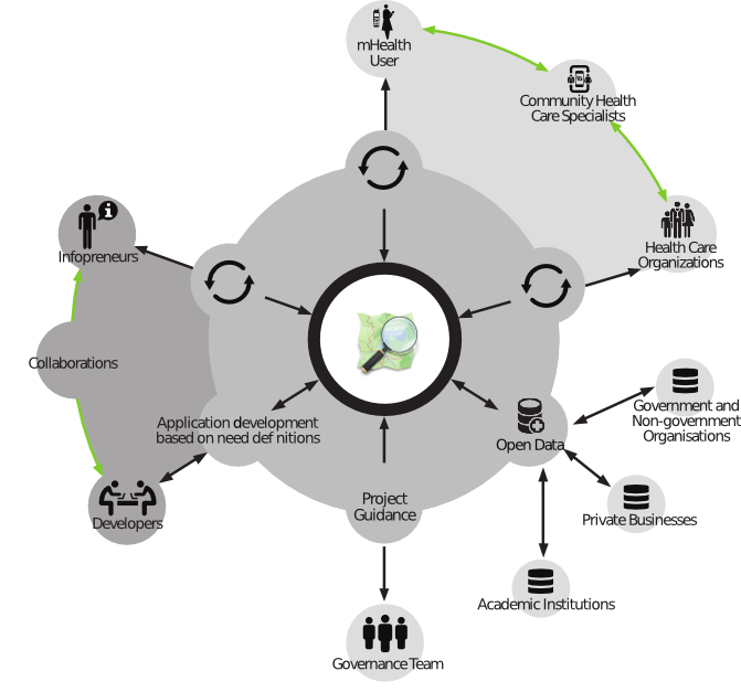 mHealth
User
Community Health
Care Specialists
Health Care
Organizations
Infopreneurs
Collaborations
Application development
based on need def nitions
Developers
Project
Guidance
Open Data
Government and
Non-government
Organisations
Private Businesses
Academic Institutions
Governance Team